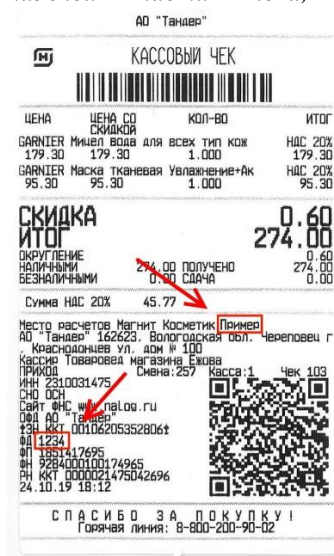 АО "Тандер"
М
КАССОВЫЙ ЧЕК
ЦЕНА ЦЕНА СО СКИДКОЙ КОЛ-ВО ИТОГ
GARNIER Мицел вода для всех тип кож НДС 20%
179.30 179.30 1.000 179.30
GARNIER Маска тканевая Увлажнение+Ак НДС 20%
95.30 95.30 1.000 95.30
СКИДКА 0.60
ИТОГ 274.00
ОКРУГЛЕНИЕ 0.60
НАЛИЧНЫМИ 274.00 ПОЛУЧЕНО 274.00
БЕЗНАЛИЧНЫМИ 0.00 СДАЧА 0.00
Сумма НДС 20% 45.77
Место расчетов Магнит Косметик Пример
АО "Тандер" 162623. Вологодская обл. Череповец г
. Краснодонцев ул. дом № 100
Кассир Товаровед магазина Ежова
ПРИХОД Смена:257 Касса:1 Чек 103
ИНН 2310031475
СНО ОСН
Сайт ФНС www.nalog.ru
ОФД АО "Тандер"
ЗН ККТ 00106205352806
ФД 1234
ФП 1851417695
ФН 9284000100174965
РН ККТ 0000021475042696
24.10.19 18:12
СПАСИБО ЗА ПОКУПКУ!
Горячая линия: 8-800-200-90-02